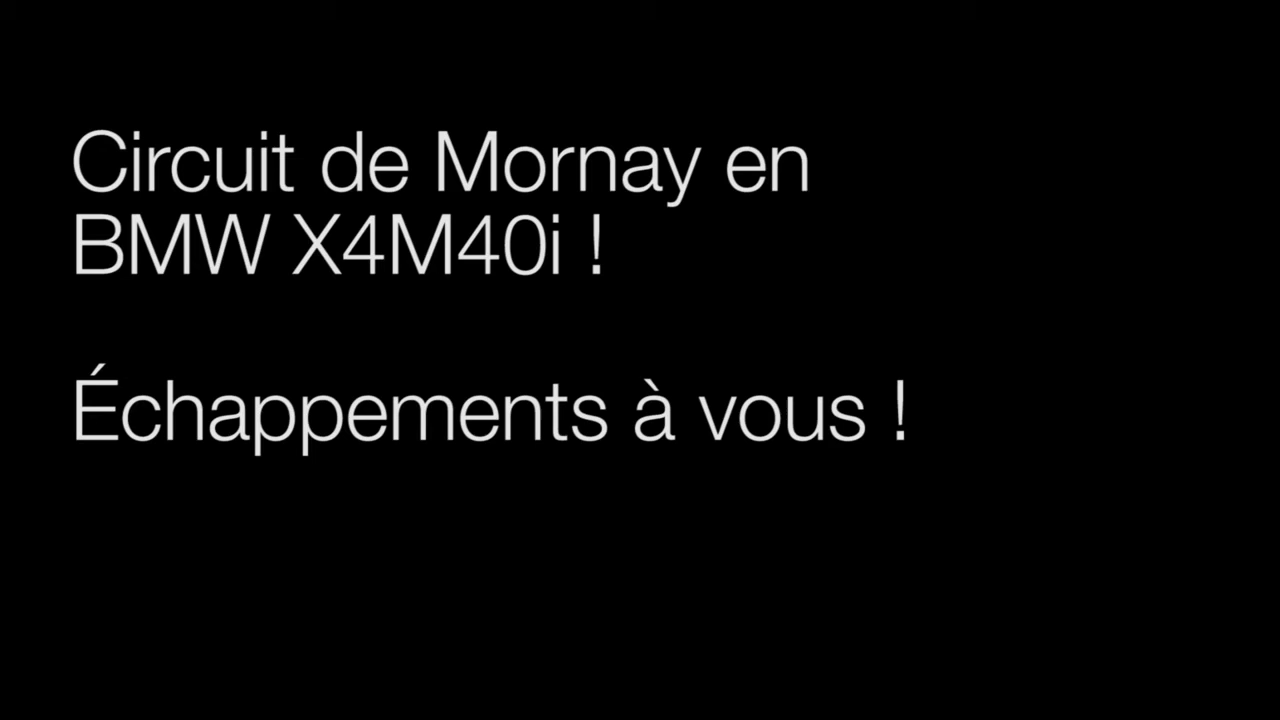 Circuit de Mornay en
BMW X4M40i !
Échappements à vous !